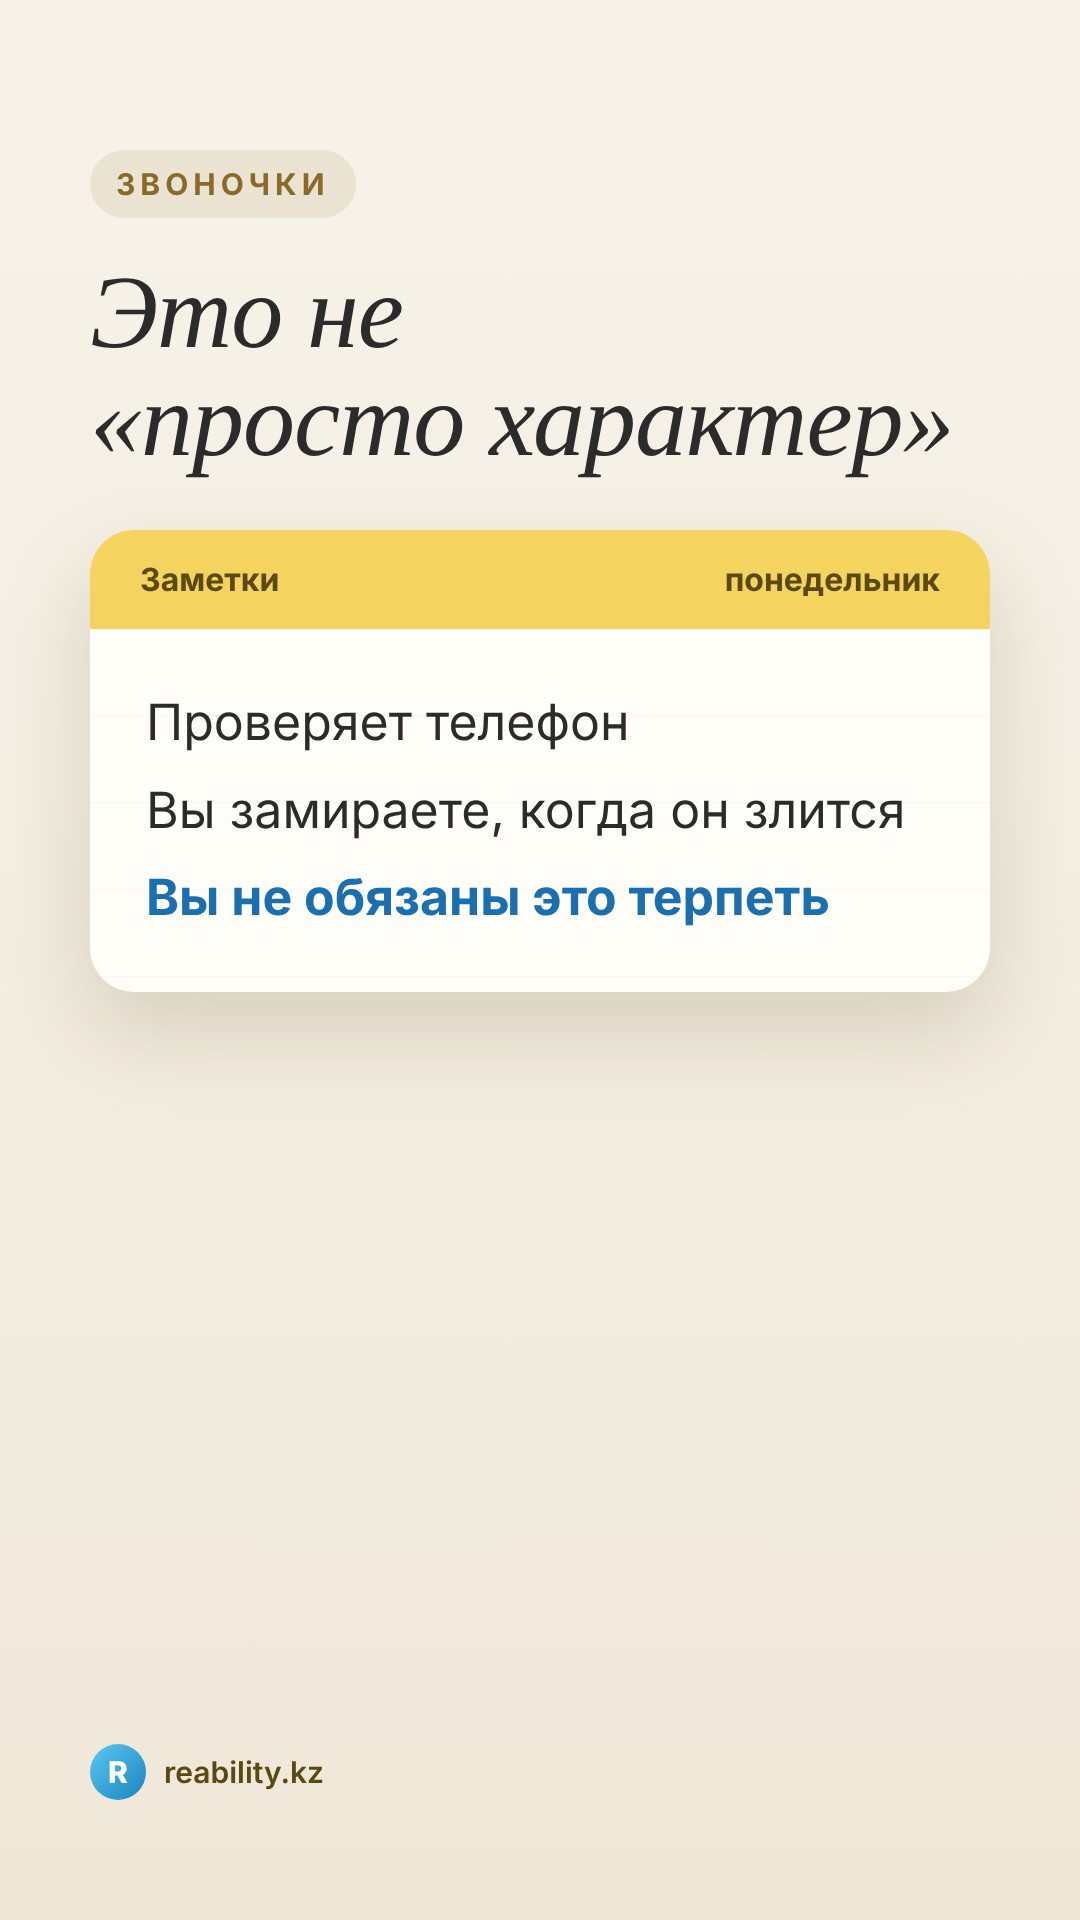 ЗВОНОЧКИ
Это не
«просто характер»
Заметки понедельник
Проверяет телефон
Вы замираете, когда он злится
Вы не обязаны это терпеть
R reability.kz